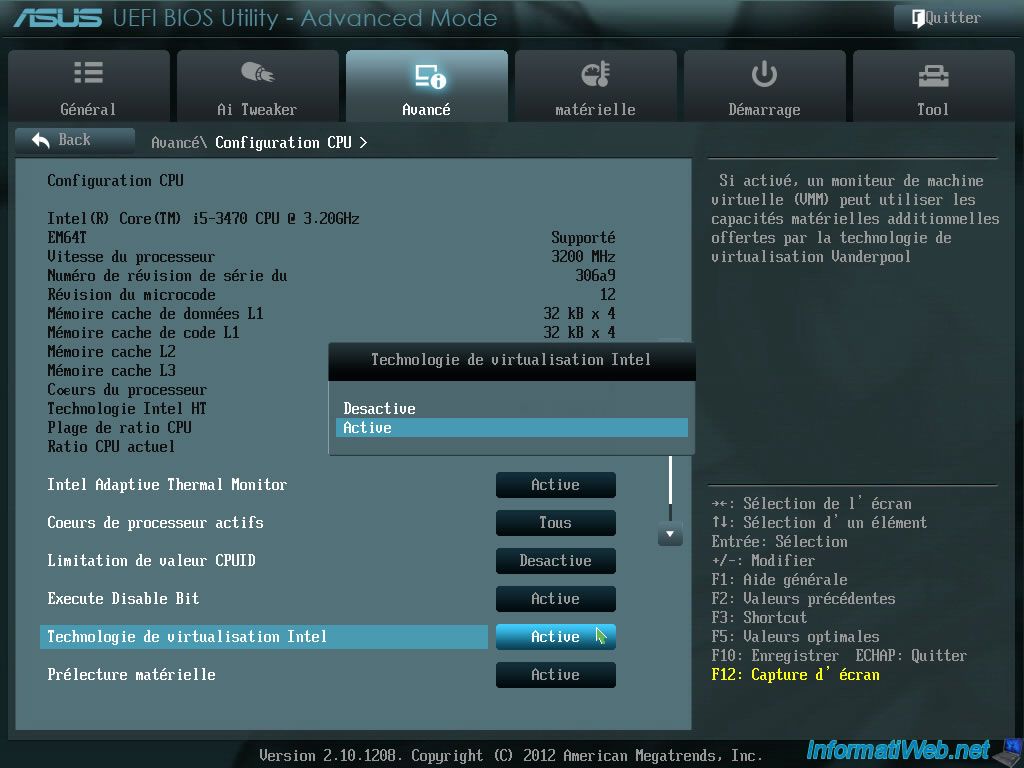 ASUS UEFI BIOS Utility - Advanced Mode
Quitter
Général
Ai Tweaker
Avancé
matérielle
Démarrage
Tool
Back
Avancé\ Configuration CPU >
Configuration CPU
Intel(R) Core(TM) i5-3470 CPU @ 3.20GHz
EM64T Supporté
Vitesse du processeur 3200 MHz
Numéro de révision de série du 306a9
Révision du microcode 12
Mémoire cache de données L1 32 kB x 4
Mémoire cache de code L1 32 kB x 4
Mémoire cache L2
Mémoire cache L3
Cœurs du processeur
Technologie Intel HT
Plage de ratio CPU
Ratio CPU actuel
Technologie de virtualisation Intel
Desactive
Active
Intel Adaptive Thermal Monitor Active
Coeurs de processeur actifs Tous
Limitation de valeur CPUID Desactive
Execute Disable Bit Active
Technologie de virtualisation Intel Active
Prélecture matérielle Active
Si activé, un moniteur de machine
virtuelle (VMM) peut utiliser les
capacités matérielles additionnelles
offertes par la technologie de
virtualisation Vanderpool
→←: Sélection de l'écran
↑↓: Sélection d'un élément
Entrée: Sélection
+/-: Modifier
F1: Aide générale
F2: Valeurs précédentes
F3: Shortcut
F5: Valeurs optimales
F10: Enregistrer ECHAP: Quitter
F12: Capture d'écran
Version 2.10.1208. Copyright (C) 2012 American Megatrends, Inc.
InformatiWeb.net